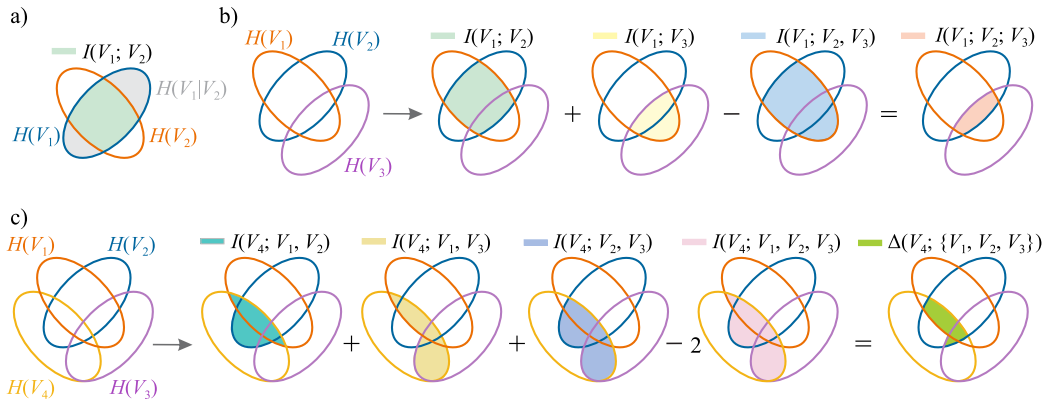 a)
I(V₁; V₂)
H(V₁|V₂)
H(V₁)
H(V₂)
b)
H(V₁)
H(V₂)
H(V₃)
I(V₁; V₂)
+
I(V₁; V₃)
−
I(V₁; V₂, V₃)
=
I(V₁; V₂; V₃)
c)
H(V₁)
H(V₂)
H(V₄)
H(V₃)
I(V₄; V₁, V₂)
+
I(V₄; V₁, V₃)
+
I(V₄; V₂, V₃)
− 2
I(V₄; V₁, V₂, V₃)
=
Δ(V₄; {V₁, V₂, V₃})